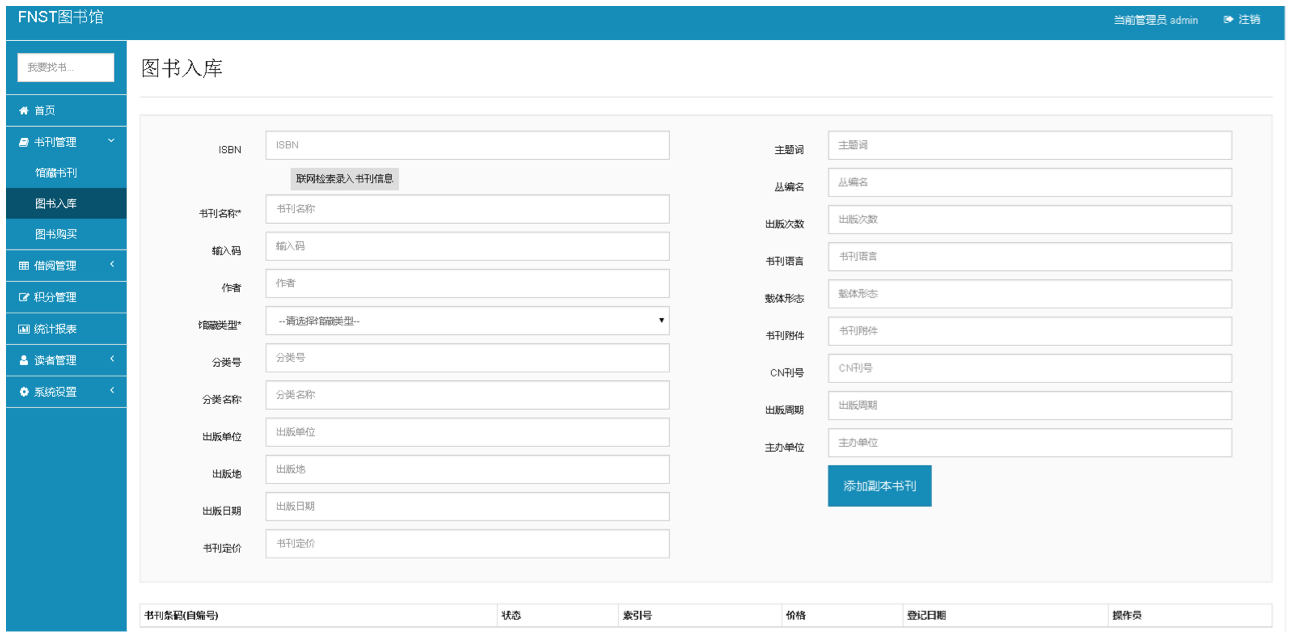 FNST图书馆
当前管理员 admin 注销
我要找书...
首页
书刊管理
馆藏书刊
图书入库
图书购买
借阅管理
积分管理
统计报表
读者管理
系统设置
图书入库
ISBN ISBN
联网检索录入书刊信息
书刊名称* 书刊名称
输入码 输入码
作者 作者
馆藏类型* --请选择馆藏类型--
分类号 分类号
分类名称 分类名称
出版单位 出版单位
出版地 出版地
出版日期 出版日期
书刊定价 书刊定价
主题词 主题词
丛编名 丛编名
出版次数 出版次数
书刊语言 书刊语言
载体形态 载体形态
书刊附件 书刊附件
CN刊号 CN刊号
出版周期 出版周期
主办单位 主办单位
添加副本书刊
书刊条码(自编号) 状态 索引号 价格 登记日期 操作员